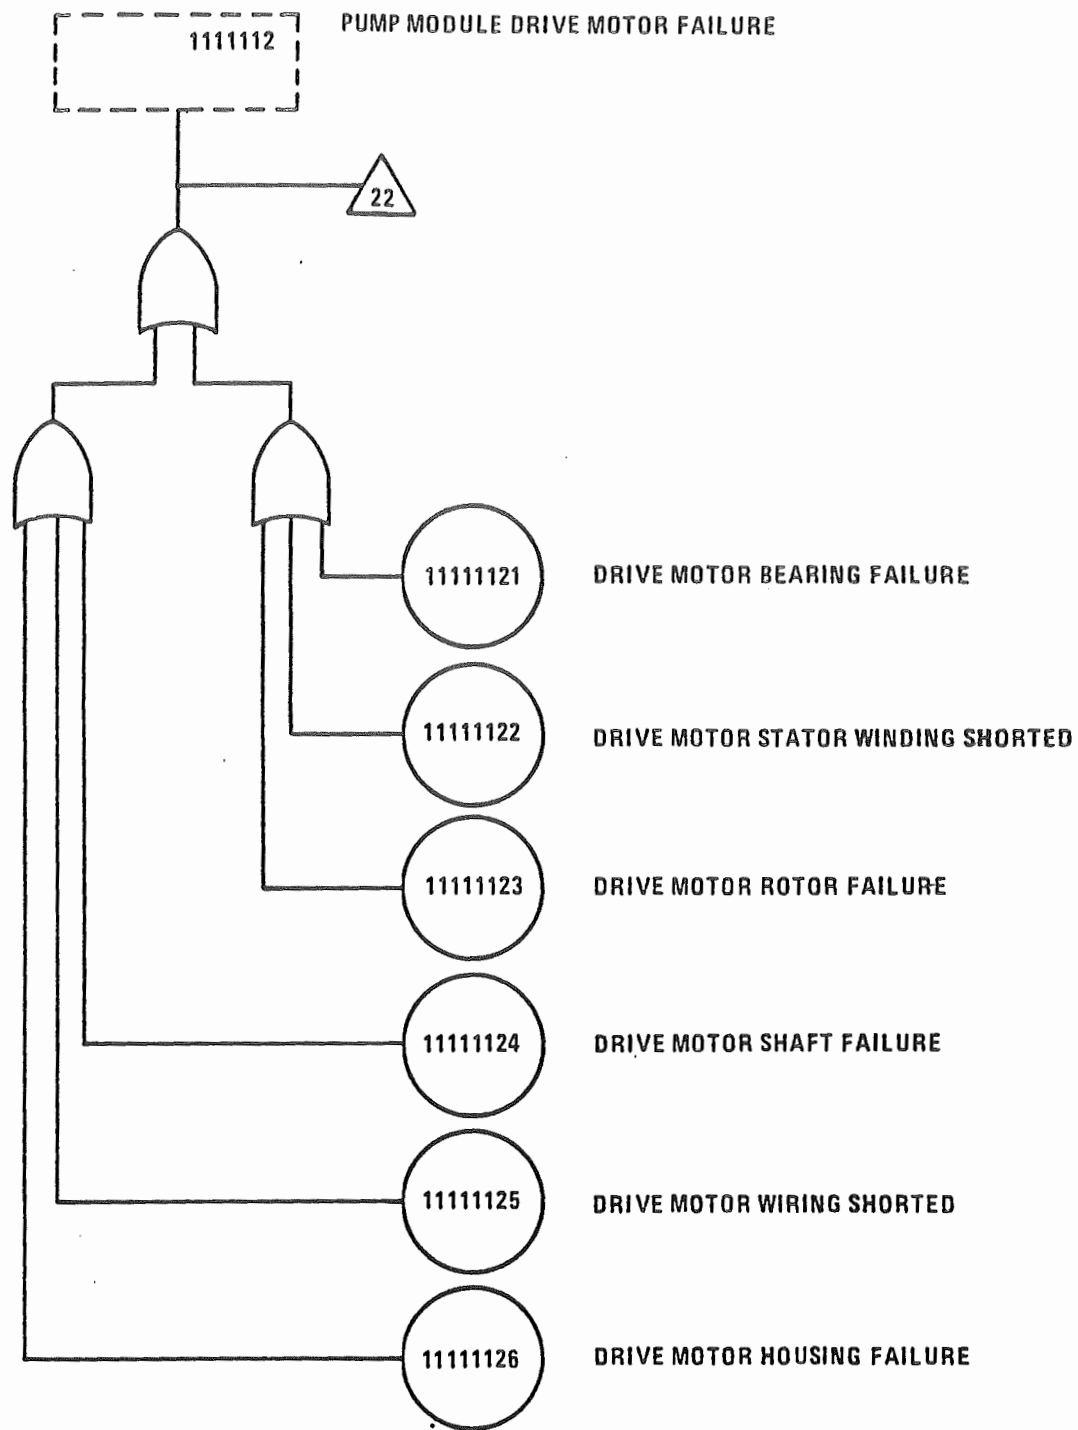 PUMP MODULE DRIVE MOTOR FAILURE
1111112
22
11111121 DRIVE MOTOR BEARING FAILURE
11111122 DRIVE MOTOR STATOR WINDING SHORTED
11111123 DRIVE MOTOR ROTOR FAILURE
11111124 DRIVE MOTOR SHAFT FAILURE
11111125 DRIVE MOTOR WIRING SHORTED
11111126 DRIVE MOTOR HOUSING FAILURE